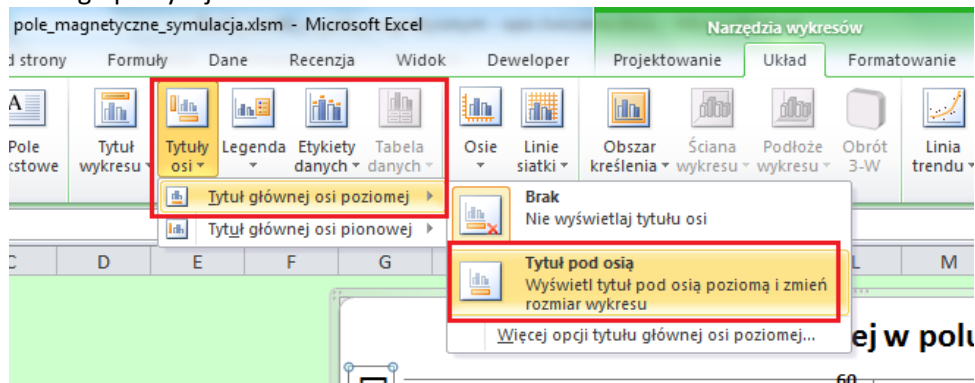 pole_magnetyczne_symulacja.xlsm - Microsoft Excel
Narzędzia wykresów
d strony Formuły Dane Recenzja Widok Deweloper Projektowanie Układ Formatowanie
A
Pole
kstowe
Tytuł
wykresu
Tytuły
osi
Legenda
Etykiety
danych
Tabela
danych
Osie
Linie
siatki
Obszar
kreślenia
Ściana
wykresu
Podłoże
wykresu
Obrót
3-W
Linia
trendu
Tytuł głównej osi poziomej
Tytuł głównej osi pionowej
Brak
Nie wyświetlaj tytułu osi
Tytuł pod osią
Wyświetl tytuł pod osią poziomą i zmień
rozmiar wykresu
Więcej opcji tytułu głównej osi poziomej...
C D E F G L M
ej w polu
60